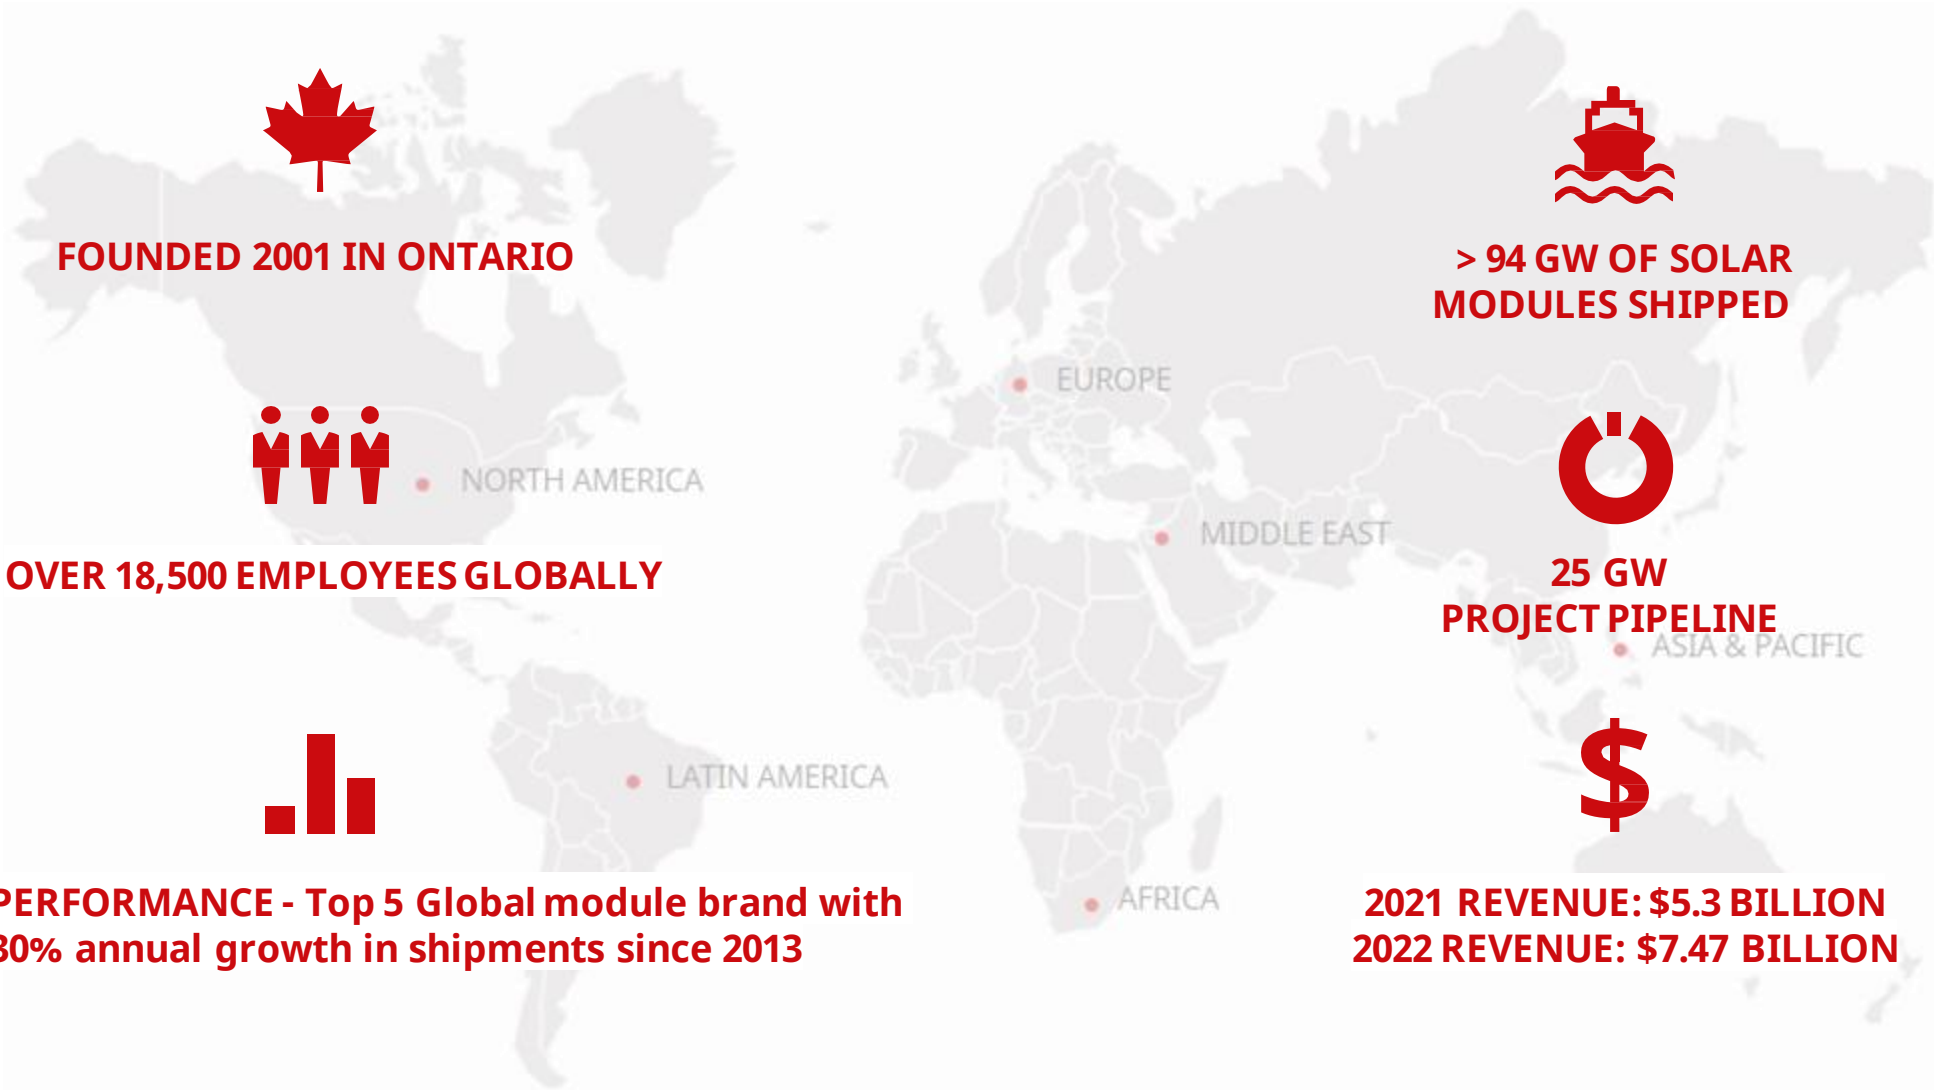 FOUNDED 2001 IN ONTARIO
> 94 GW OF SOLAR
MODULES SHIPPED
EUROPE
NORTH AMERICA
MIDDLE EAST
OVER 18,500 EMPLOYEES GLOBALLY
25 GW
PROJECT PIPELINE
ASIA & PACIFIC
LATIN AMERICA
$
PERFORMANCE - Top 5 Global module brand with
30% annual growth in shipments since 2013
AFRICA
2021 REVENUE: $5.3 BILLION
2022 REVENUE: $7.47 BILLION